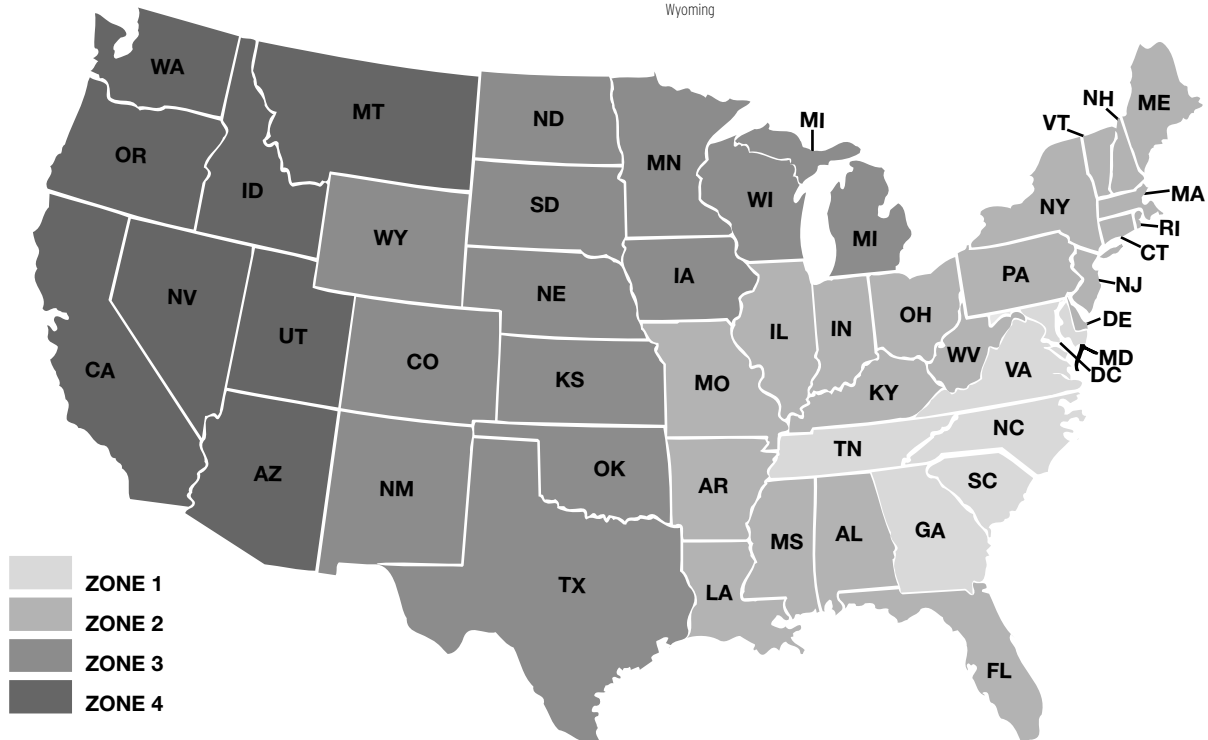 Wyoming
WA
MT
ND
MN
MI
NH
ME
VT
OR
ID
SD
WI
MI
NY
MA
RI
CT
WY
NV
UT
NE
IA
PA
NJ
CA
CO
KS
MO
IL
IN
OH
WV
DE
MD
DC
VA
KY
NC
TN
AZ
NM
OK
AR
SC
MS
AL
GA
TX
LA
FL
ZONE 1
ZONE 2
ZONE 3
ZONE 4